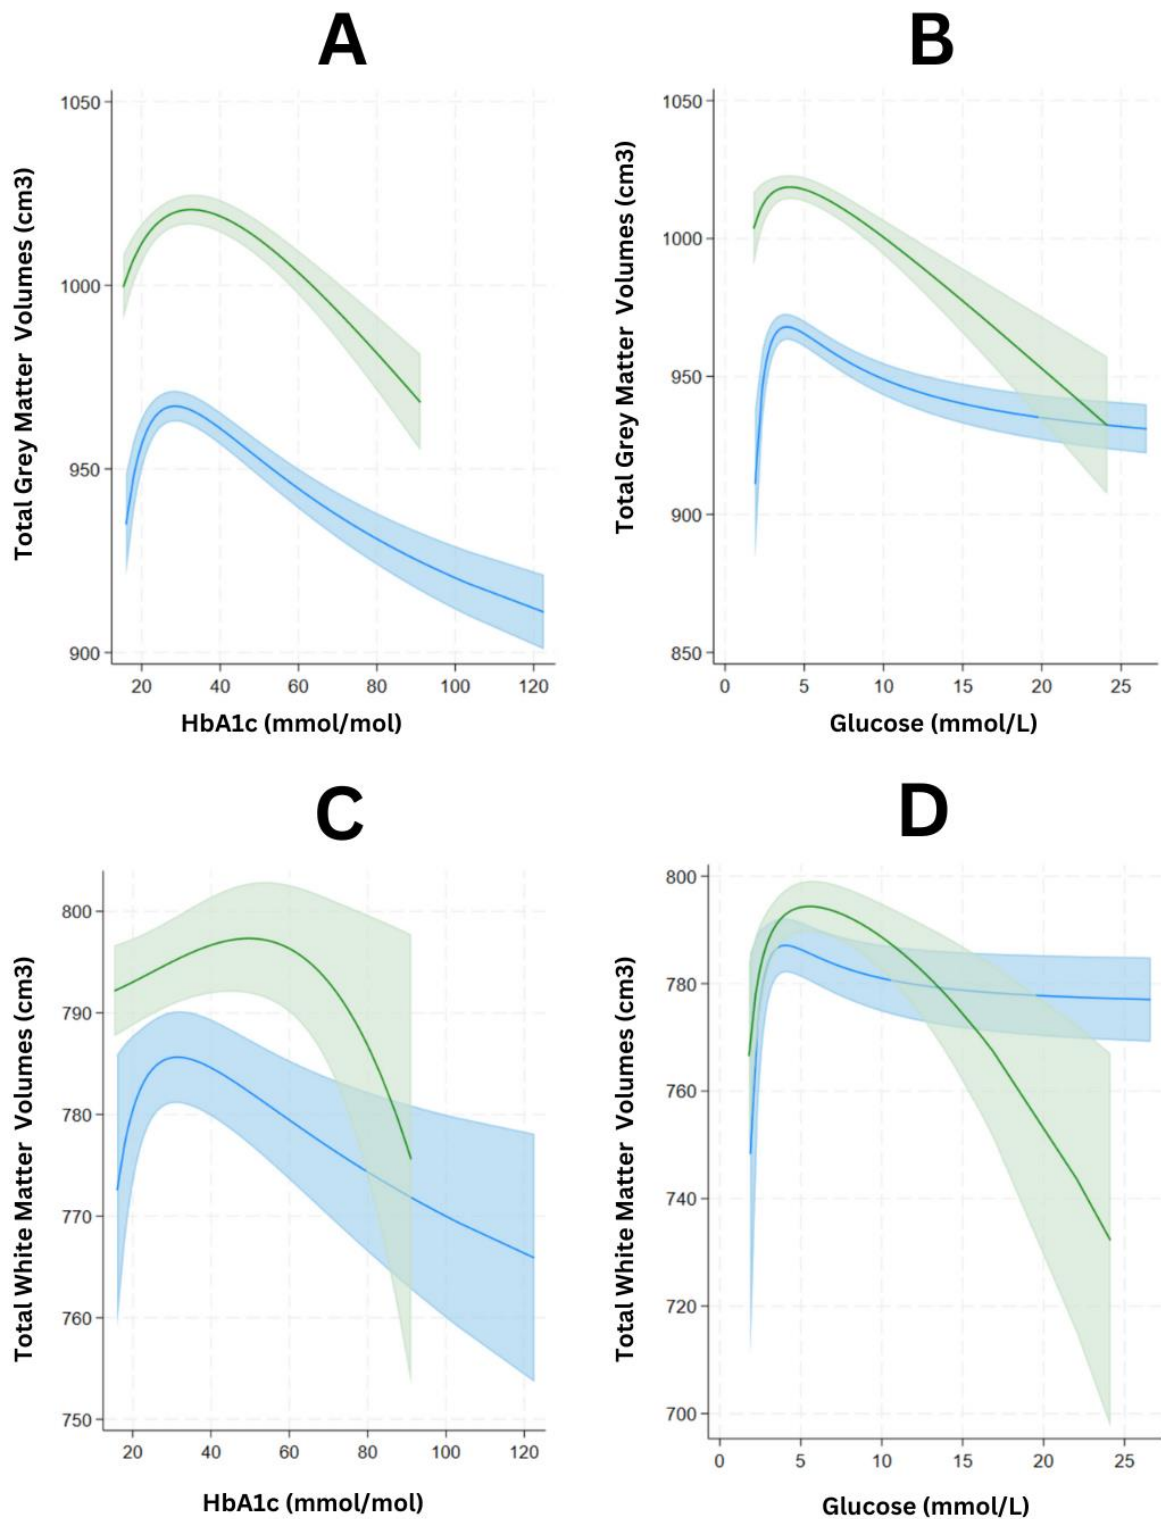 A
B
Total Grey Matter  Volumes (cm3)
1050
1000
950
900
20 40 60 80 100 120
HbA1c (mmol/mol)
Total Grey Matter  Volumes (cm3)
1050
1000
950
900
850
0 5 10 15 20 25
Glucose (mmol/L)
C
D
Total White Matter  Volumes (cm3)
800
790
780
770
760
750
20 40 60 80 100 120
HbA1c (mmol/mol)
Total White Matter  Volumes (cm3)
800
780
760
740
720
700
0 5 10 15 20 25
Glucose (mmol/L)